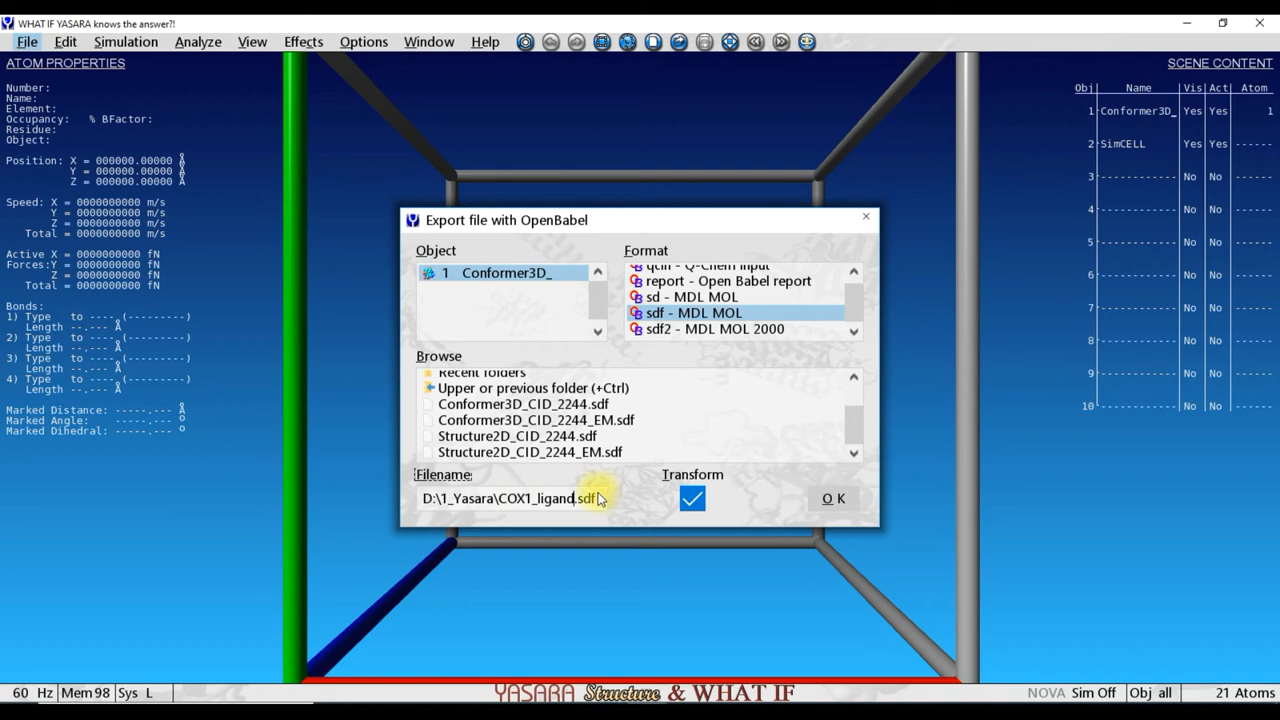 WHAT IF YASARA knows the answer?!
File Edit Simulation Analyze View Effects Options Window Help
ATOM PROPERTIES
Number:
Name:
Element:
Occupancy: % BFactor:
Residue:
Object:
Position: X = 000000.00000 Å
Y = 000000.00000 Å
Z = 000000.00000 Å
Speed: X = 0000000000 m/s
Y = 0000000000 m/s
Z = 0000000000 m/s
Total = 0000000000 m/s
Active X = 0000000000 fN
Forces:Y = 0000000000 fN
Z = 0000000000 fN
Total = 0000000000 fN
Bonds:
1) Type to ----.(---------)
Length --.--- Å
2) Type to ----.(---------)
Length --.--- Å
3) Type to ----.(---------)
Length --.--- Å
4) Type to ----.(---------)
Length --.--- Å
Marked Distance: -----.--- Å
Marked Angle: -----.--- o
Marked Dihedral: -----.--- o
SCENE CONTENT
Obj Name Vis Act Atom
1 Conformer3D_ Yes Yes 1
2 SimCELL Yes Yes ------
3 ------------ No No ------
4 ------------ No No ------
5 ------------ No No ------
6 ------------ No No ------
7 ------------ No No ------
8 ------------ No No ------
9 ------------ No No ------
10 ------------ No No ------
Export file with OpenBabel
Object
1 Conformer3D_
Format
qcin - Q-Chem input
report - Open Babel report
sd - MDL MOL
sdf - MDL MOL
sdf2 - MDL MOL 2000
Browse
Recent folders
Upper or previous folder (+Ctrl)
Conformer3D_CID_2244.sdf
Conformer3D_CID_2244_EM.sdf
Structure2D_CID_2244.sdf
Structure2D_CID_2244_EM.sdf
Filename
D:\1_Yasara\COX1_ligand.sdf
Transform
O K
60 Hz Mem 98 Sys L
YASARA Structure & WHAT IF
NOVA Sim Off Obj all 21 Atoms